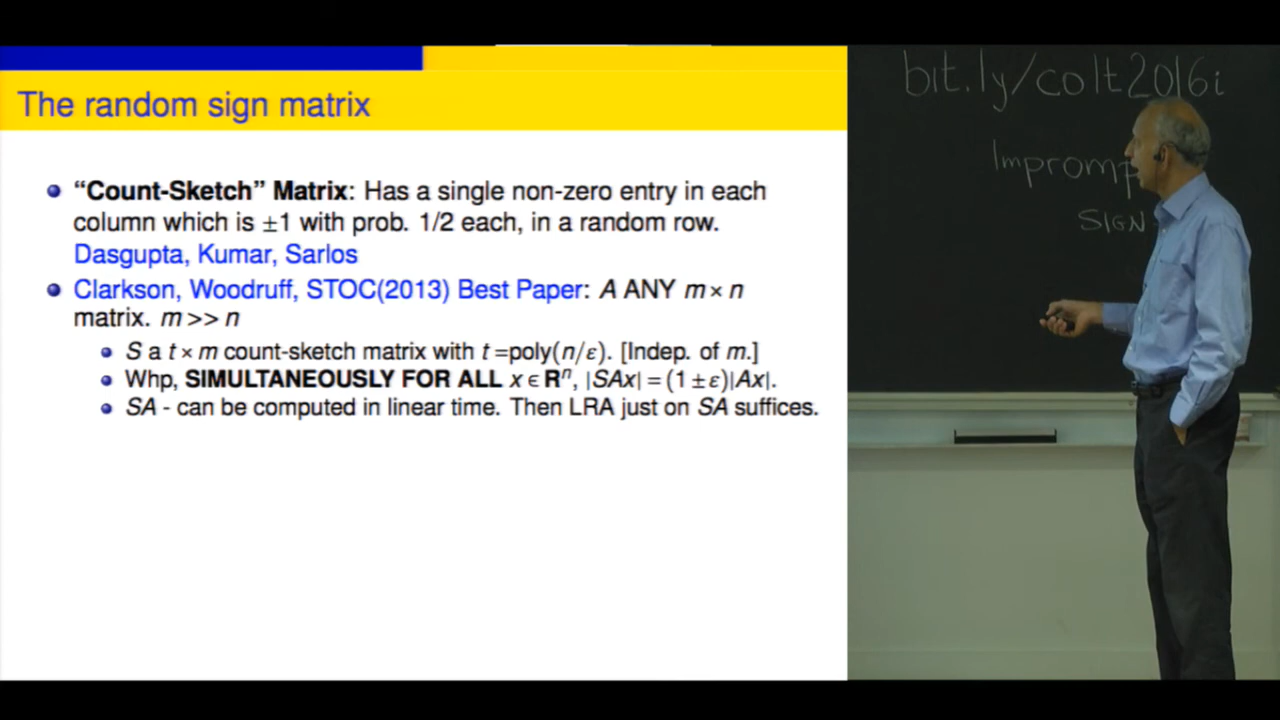 The random sign matrix
“Count-Sketch” Matrix: Has a single non-zero entry in each
column which is ±1 with prob. 1/2 each, in a random row.
Dasgupta, Kumar, Sarlos
Clarkson, Woodruff, STOC(2013) Best Paper: A ANY m × n
matrix. m >> n
S a t × m count-sketch matrix with t =poly(n/ε). [Indep. of m.]
Whp, SIMULTANEOUSLY FOR ALL x ∈ Rⁿ, |SAx| = (1 ± ε)|Ax|.
SA - can be computed in linear time. Then LRA just on SA suffices.
bit.ly/colt2016i
Impromp
SIGN